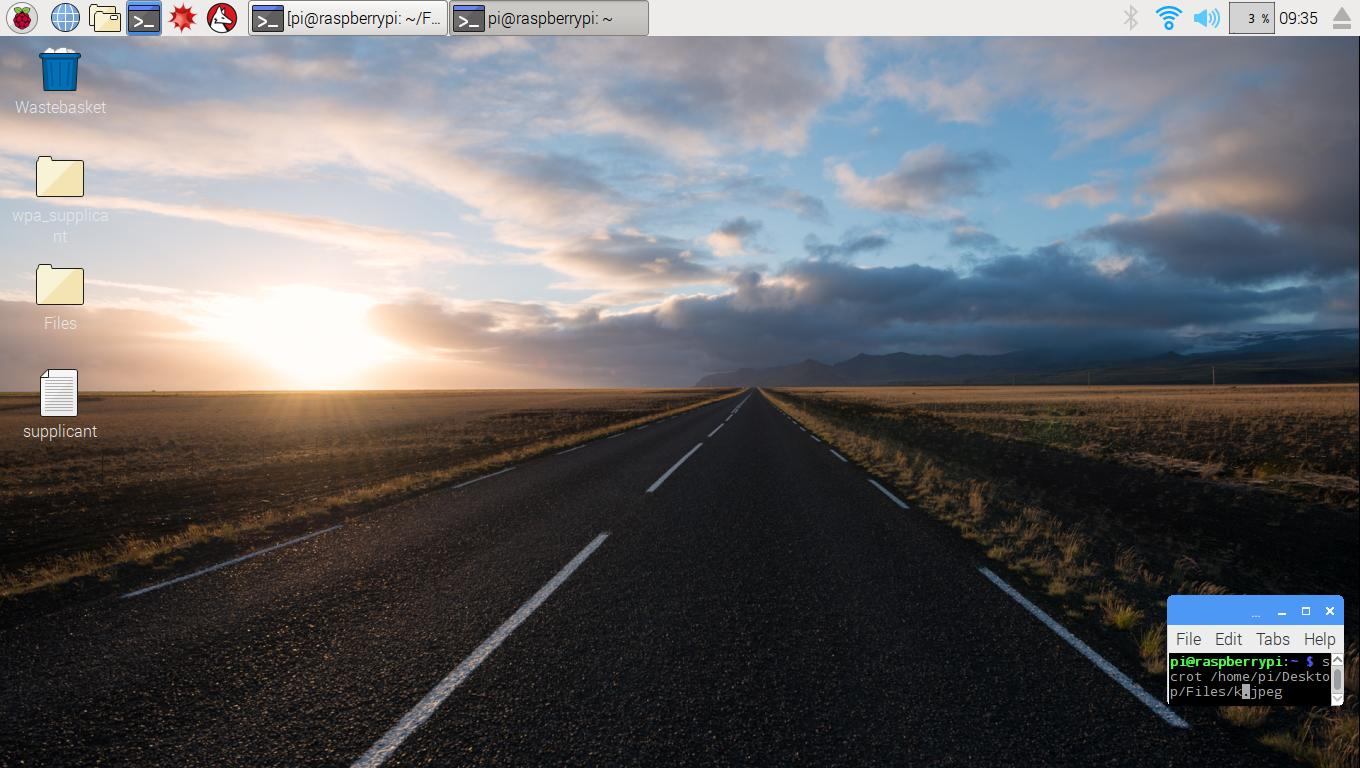 [pi@raspberrypi: ~/F...
pi@raspberrypi: ~
3 %
09:35
Wastebasket
wpa_supplica
nt
Files
supplicant
...
File Edit Tabs Help
pi@raspberrypi:~ $ s
crot /home/pi/Deskto
p/Files/k.jpeg